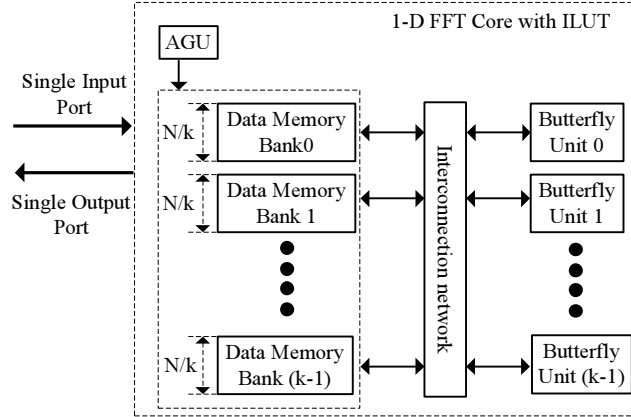 1-D FFT Core with ILUT
AGU
Single Input
Port
Single Output
Port
N/k
Data Memory
Bank0
Butterfly
Unit 0
N/k
Data Memory
Bank 1
Butterfly
Unit 1
Interconnection network
N/k
Data Memory
Bank (k-1)
Butterfly
Unit (k-1)